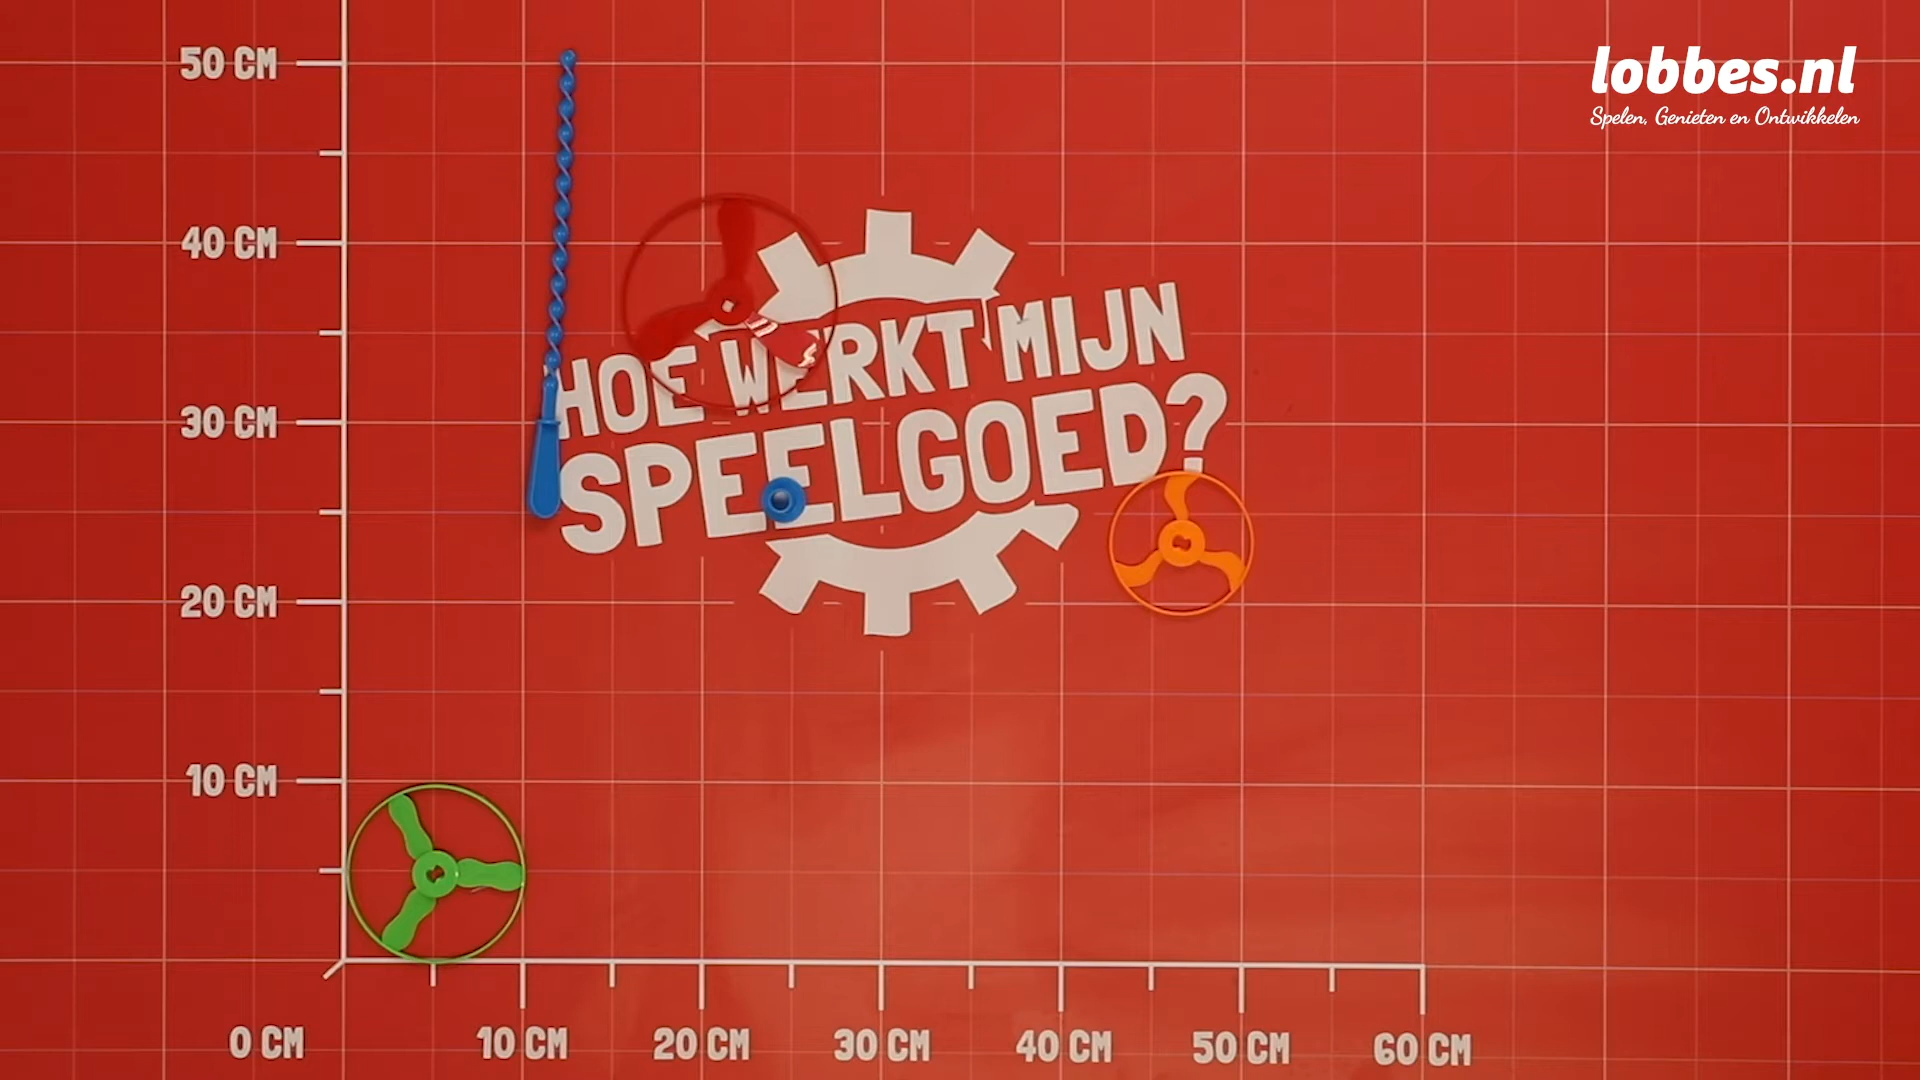 50 CM
lobbes.nl
Spelen, Genieten en Ontwikkelen
40 CM
HOE WERKT MIJN
SPEELGOED?
30 CM
20 CM
10 CM
0 CM
10 CM
20 CM
30 CM
40 CM
50 CM
60 CM